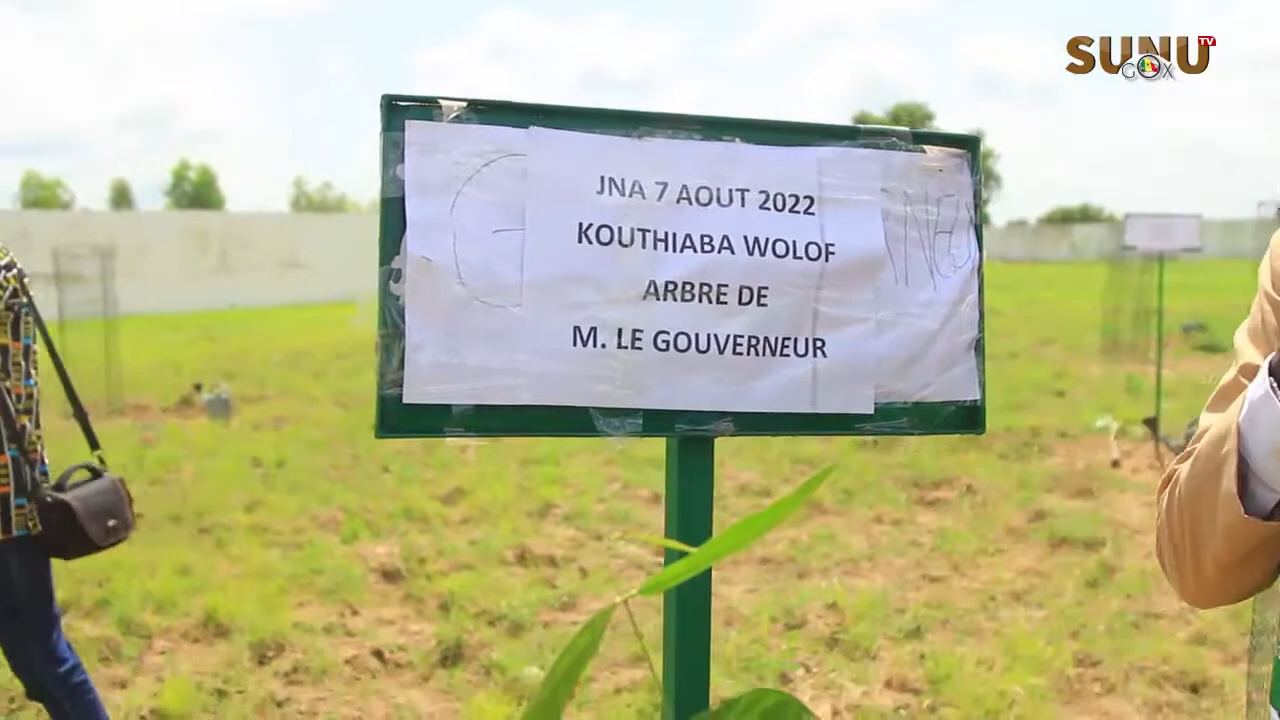 SUNU TV
GOX
JNA 7 AOUT 2022
KOUTHIABA WOLOF
ARBRE DE
M. LE GOUVERNEUR